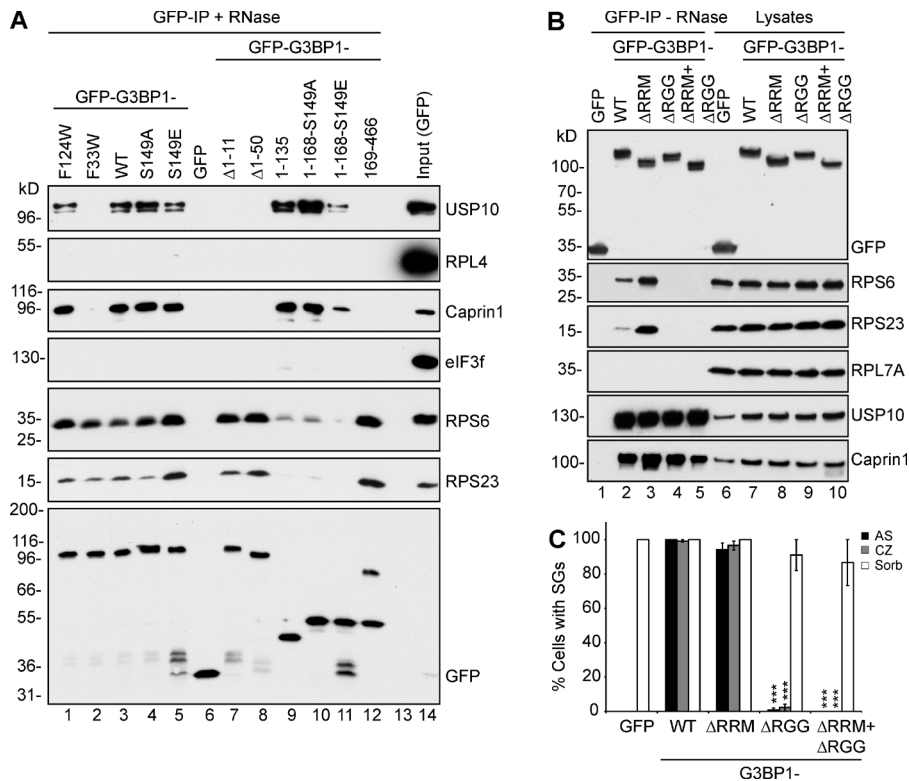 A
GFP-IP + RNase
GFP-G3BP1-
GFP-G3BP1-
F124W
F33W
WT
S149A
S149E
GFP
Δ1-11
Δ1-50
1-135
1-168-S149A
1-168-S149E
169-466
Input (GFP)
kD
96-
USP10
55-
RPL4
116-
96-
Caprin1
130-
eIF3f
35-
25-
RPS6
15-
RPS23
200-
116-
96-
55-
36-
31-
GFP
1 2 3 4 5 6 7 8 9 10 11 12 13 14
B
GFP-IP - RNase Lysates
GFP-G3BP1- GFP-G3BP1-
GFP
WT
ΔRRM
ΔRGG
ΔRRM+
ΔRGG
GFP
WT
ΔRRM
ΔRGG
ΔRRM+
ΔRGG
kD
100-
70-
55-
35-
GFP
35-
25-
RPS6
15-
RPS23
35-
RPL7A
130-
USP10
100-
Caprin1
1 2 3 4 5 6 7 8 9 10
C
AS
CZ
Sorb
% Cells with SGs
100
80
60
40
20
0
***
***
***
***
GFP WT ΔRRM ΔRGG ΔRRM+
ΔRGG
G3BP1-